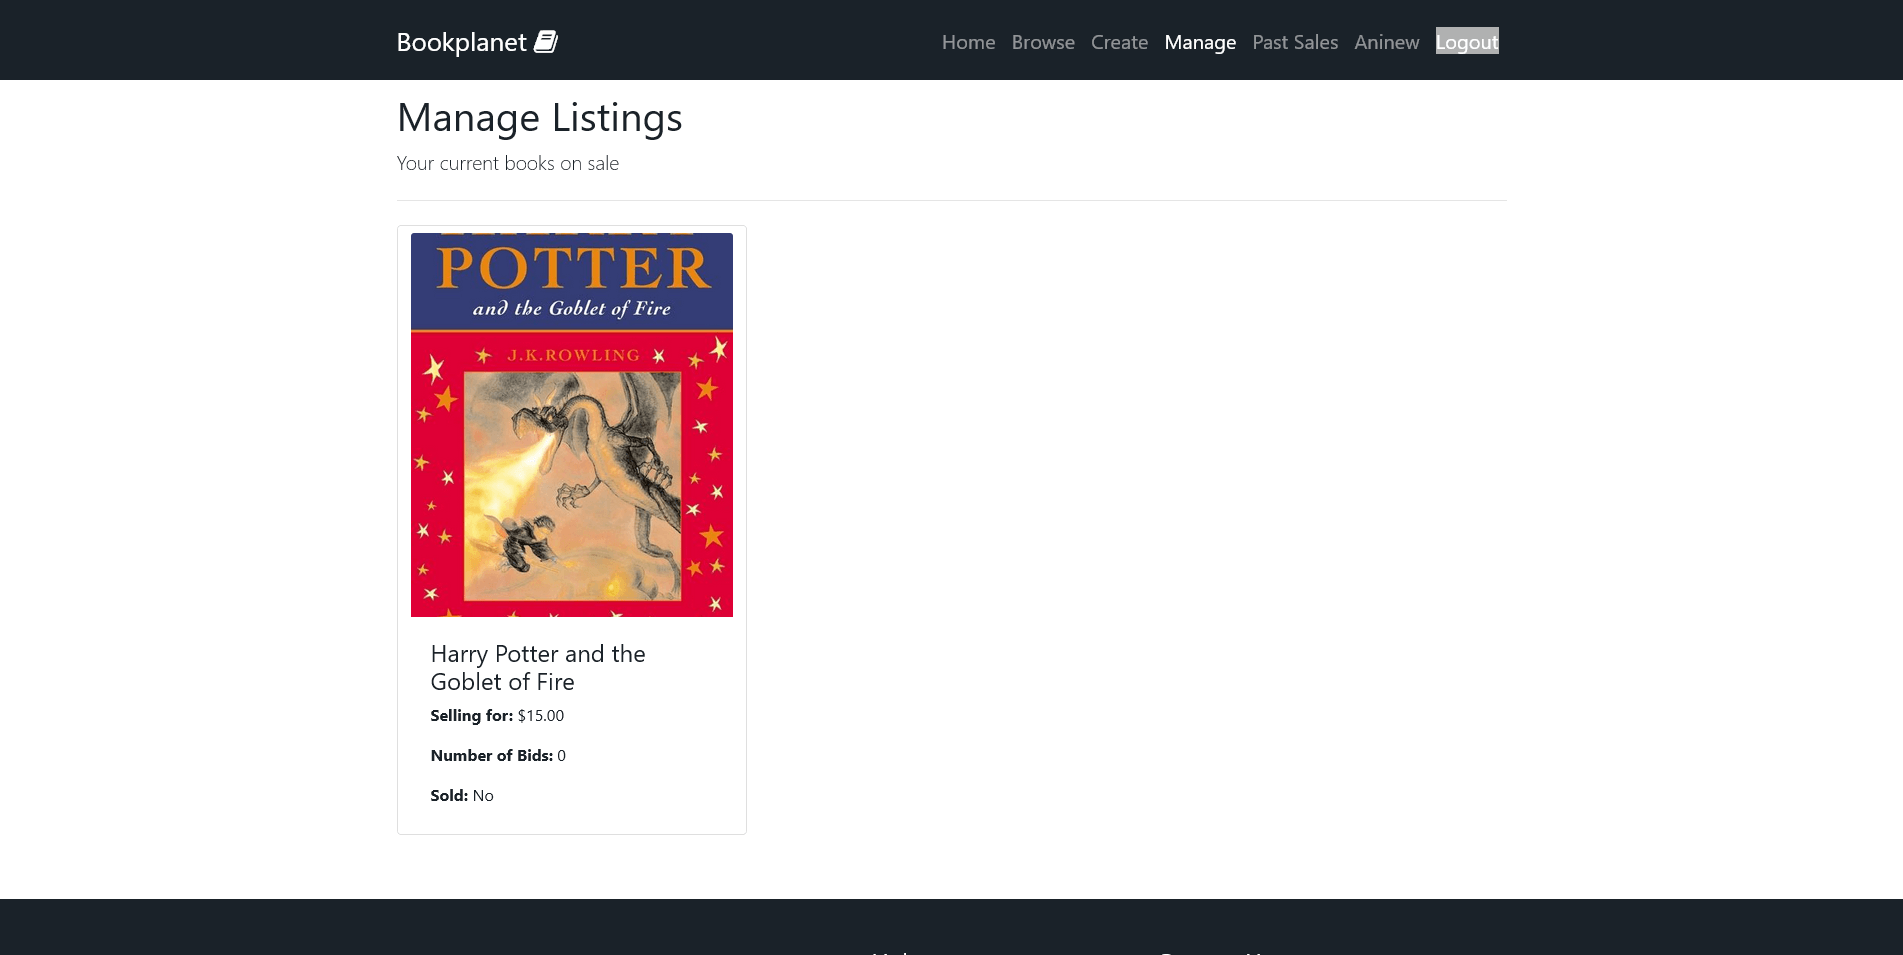 Bookplanet
Home Browse Create Manage Past Sales Aninew Logout
Manage Listings
Your current books on sale
POTTER
and the Goblet of Fire
J.K.ROWLING
Harry Potter and the
Goblet of Fire
Selling for: $15.00
Number of Bids: 0
Sold: No